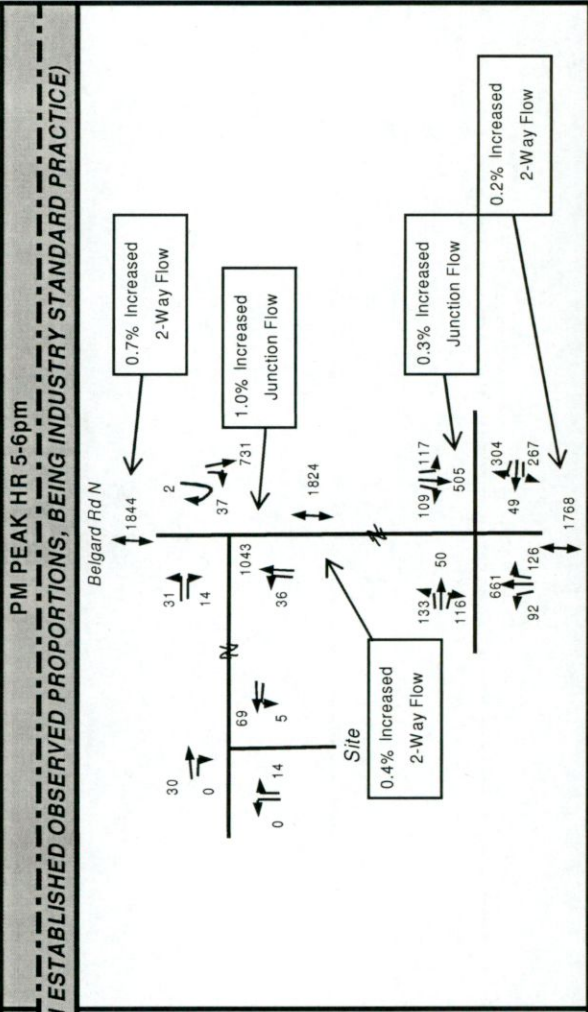 PM PEAK HR 5-6pm
ESTABLISHED OBSERVED PROPORTIONS, BEING INDUSTRY STANDARD PRACTICE)
Belgard Rd N
1844
0.7% Increased
2-Way Flow
2
37
731
1.0% Increased
Junction Flow
31
14
1043
36
1824
30
0
69
5
0
14
Site
0.4% Increased
2-Way Flow
109
117
505
0.3% Increased
Junction Flow
0.2% Increased
2-Way Flow
133
50
116
304
49
267
661
92
126
1768